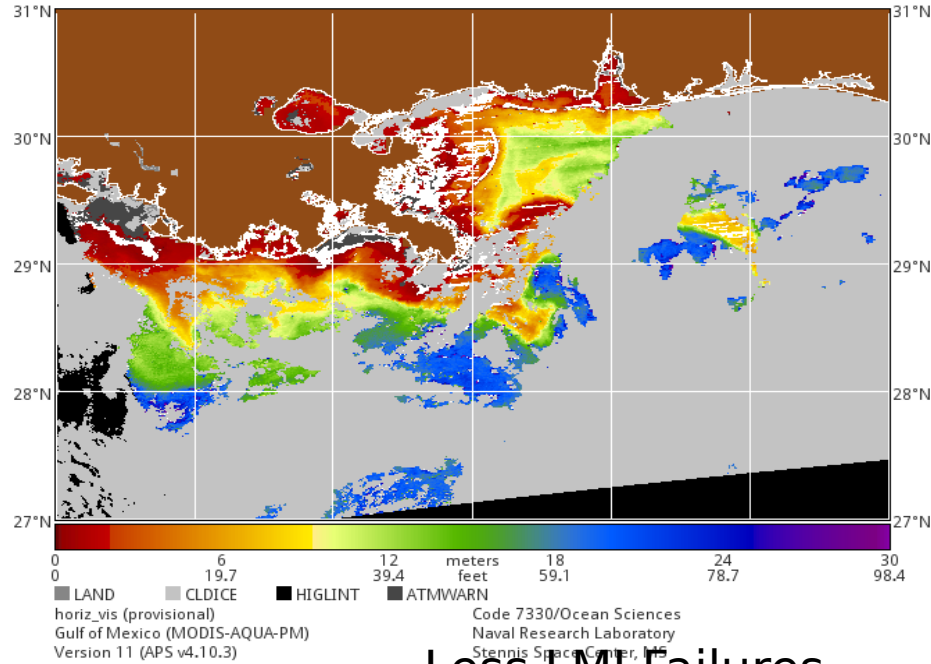 31°N 31°N
30°N 30°N
29°N 29°N
28°N 28°N
27°N 27°N
0 6 12 meters 18 24 30
0 19.7 39.4 feet 59.1 78.7 98.4
LAND CLDICE HIGLINT ATMWARN
horiz_vis (provisional) Code 7330/Ocean Sciences
Gulf of Mexico (MODIS-AQUA-PM) Naval Research Laboratory
Version 11 (APS v4.10.3) Stennis Space Center, MS
Less LMI Failures